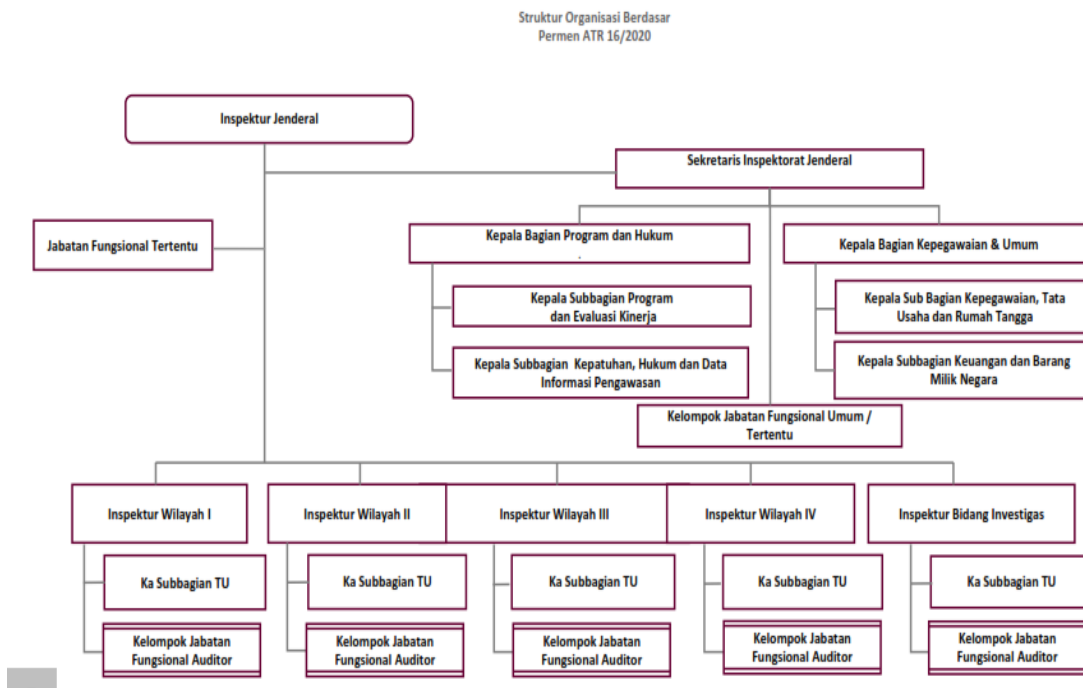 Struktur Organisasi Berdasar
Permen ATR 16/2020
Inspektur Jenderal
Sekretaris Inspektorat Jenderal
Jabatan Fungsional Tertentu
Kepala Bagian Program dan Hukum
.
Kepala Bagian Kepegawaian & Umum
Kepala Subbagian Program
dan Evaluasi Kinerja
Kepala Sub Bagian Kepegawaian, Tata
Usaha dan Rumah Tangga
Kepala Subbagian Kepatuhan, Hukum dan Data
Informasi Pengawasan
Kepala Subbagian Keuangan dan Barang
Milik Negara
Kelompok Jabatan Fungsional Umum /
Tertentu
Inspektur Wilayah I
Inspektur Wilayah II
Inspektur Wilayah III
Inspektur Wilayah IV
Inspektur Bidang Investigas
Ka Subbagian TU
Ka Subbagian TU
Ka Subbagian TU
Ka Subbagian TU
Ka Subbagian TU
Kelompok Jabatan
Fungsional Auditor
Kelompok Jabatan
Fungsional Auditor
Kelompok Jabatan
Fungsional Auditor
Kelompok Jabatan
Fungsional Auditor
Kelompok Jabatan
Fungsional Auditor